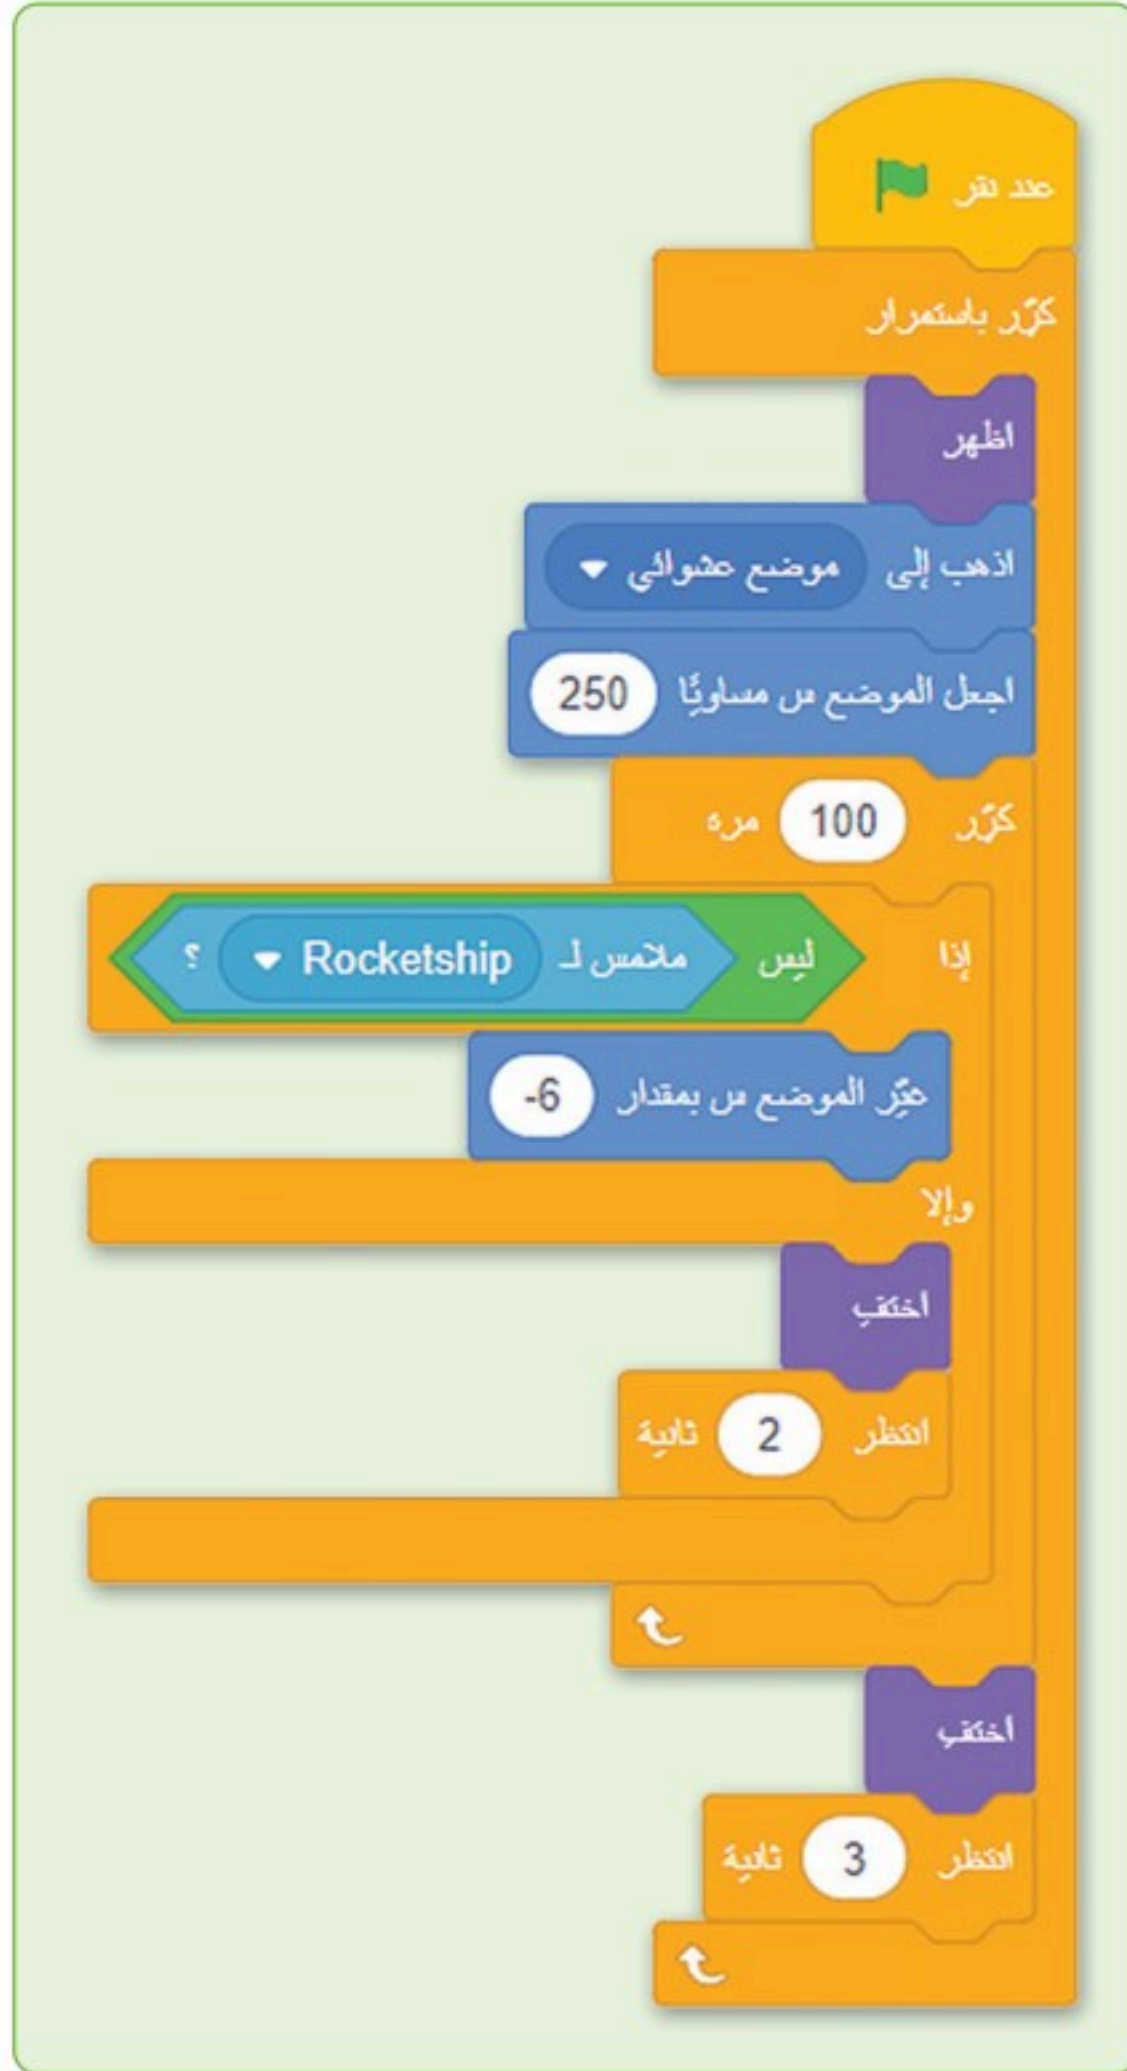 عند نقر
كرّر باستمرار
اظهر
اذهب إلى موضع عشوائي
اجعل الموضع س مساويًا 250
كرّر 100 مرة
إذا ليس ملامس لـ Rocketship ؟
غيّر الموضع س بمقدار -6
وإلا
اختفِ
انتظر 2 ثانية
اختفِ
انتظر 3 ثانية